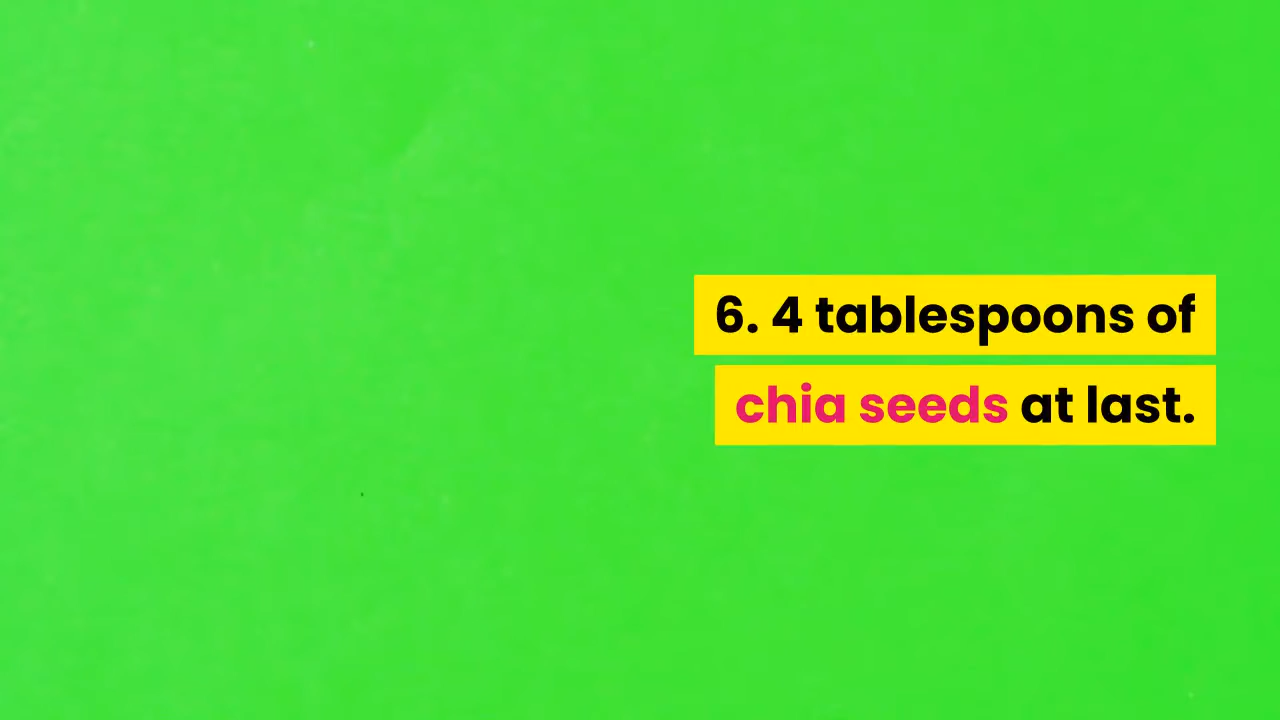 6. 4 tablespoons of
chia seeds at last.